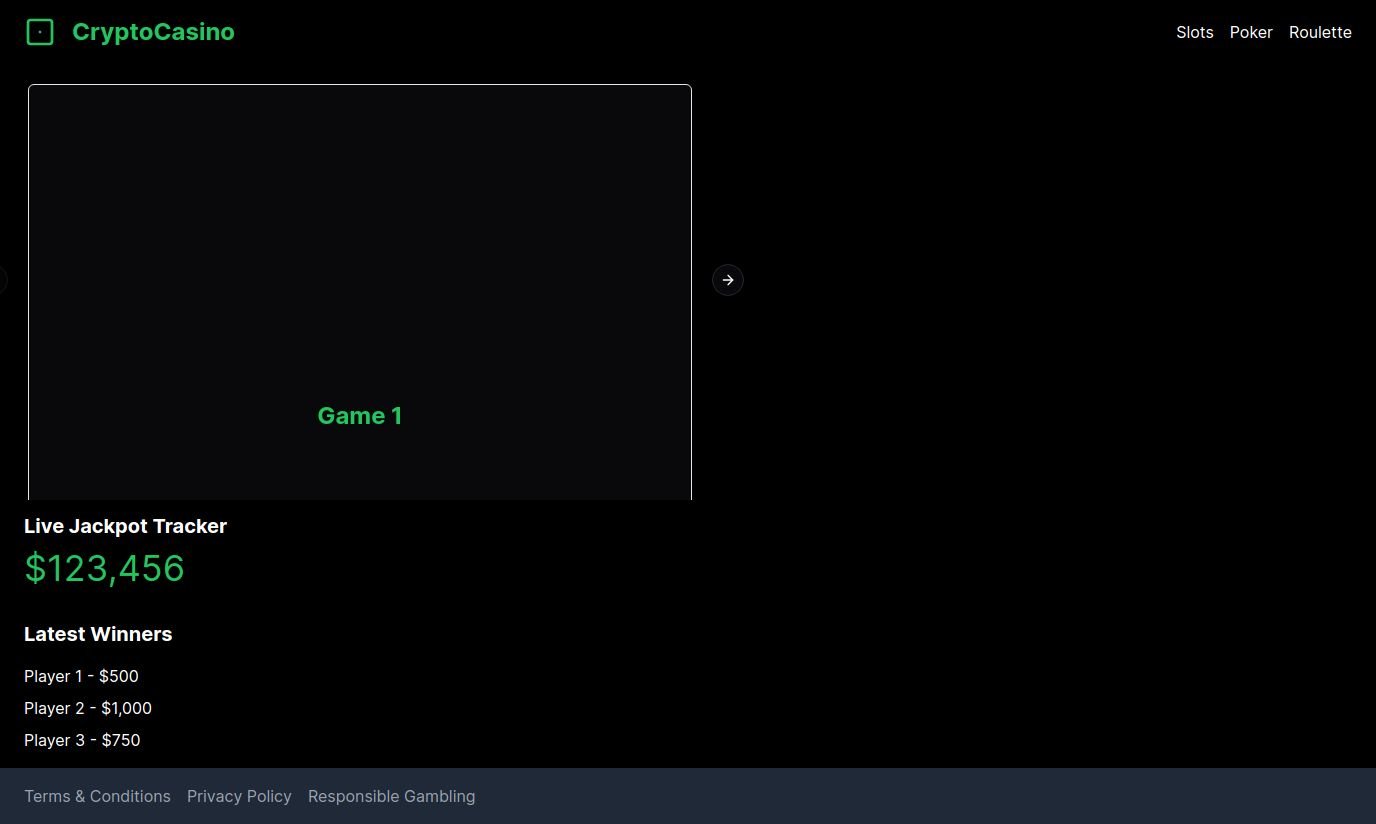 CryptoCasino
Slots Poker Roulette
Game 1
Live Jackpot Tracker
$123,456
Latest Winners
Player 1 - $500
Player 2 - $1,000
Player 3 - $750
Terms & Conditions Privacy Policy Responsible Gambling